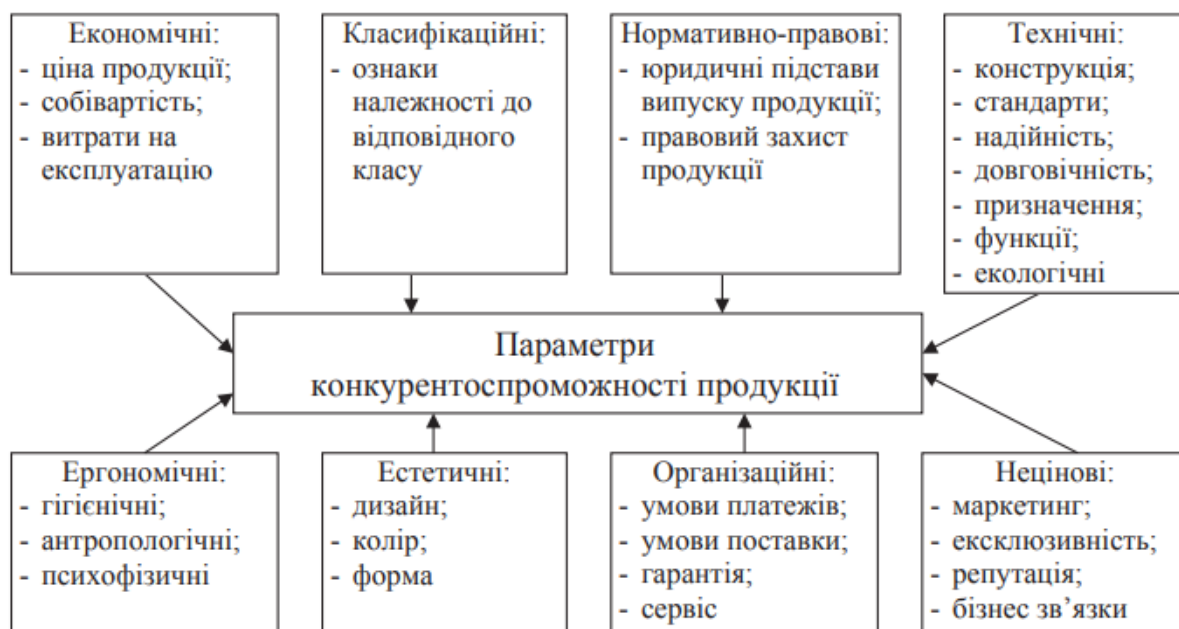 Економічні:
- ціна продукції;
- собівартість;
- витрати на
експлуатацію
Класифікаційні:
- ознаки
належності до
відповідного
класу
Нормативно-правові:
- юридичні підстави
випуску продукції;
- правовий захист
продукції
Технічні:
- конструкція;
- стандарти;
- надійність;
- довговічність;
- призначення;
- функції;
- екологічні
Параметри
конкурентоспроможності продукції
Ергономічні:
- гігієнічні;
- антропологічні;
- психофізичні
Естетичні:
- дизайн;
- колір;
- форма
Організаційні:
- умови платежів;
- умови поставки;
- гарантія;
- сервіс
Нецінові:
- маркетинг;
- ексклюзивність;
- репутація;
- бізнес зв’язки